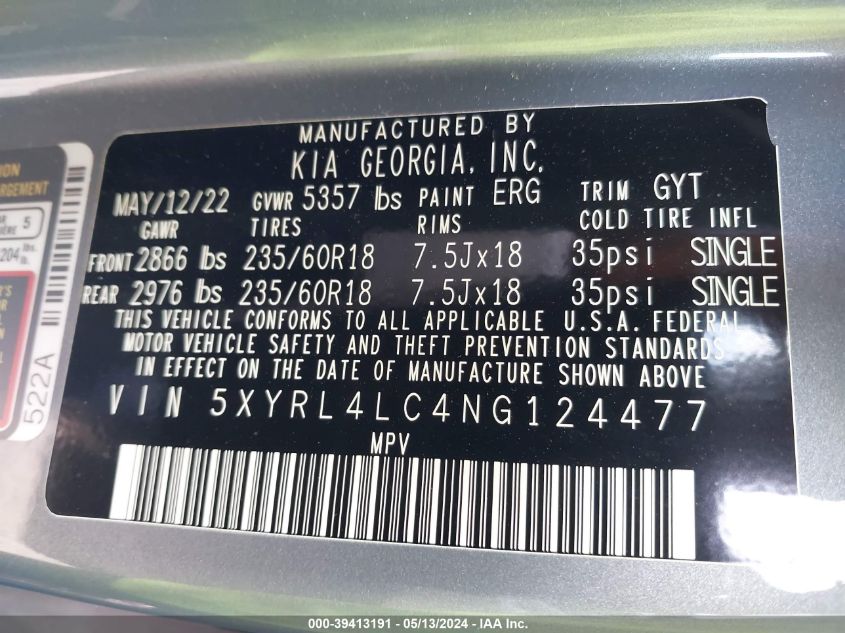 MANUFACTURED BY
KIA GEORGIA, INC.
MAY/12/22 GVWR 5357 lbs PAINT ERG TRIM GYT
GAWR TIRES RIMS COLD TIRE INFL
FRONT 2866 lbs 235/60R18 7.5Jx18 35psi SINGLE
REAR 2976 lbs 235/60R18 7.5Jx18 35psi SINGLE
THIS VEHICLE CONFORMS TO ALL APPLICABLE U.S.A. FEDERAL
MOTOR VEHICLE SAFETY AND THEFT PREVENTION STANDARDS
IN EFFECT ON THE DATE OF MANUFACTURE SHOWN ABOVE
VIN 5XYRL4LC4NG124477
MPV
5
204 lbs.
522A
000-39413191 - 05/13/2024 - IAA Inc.